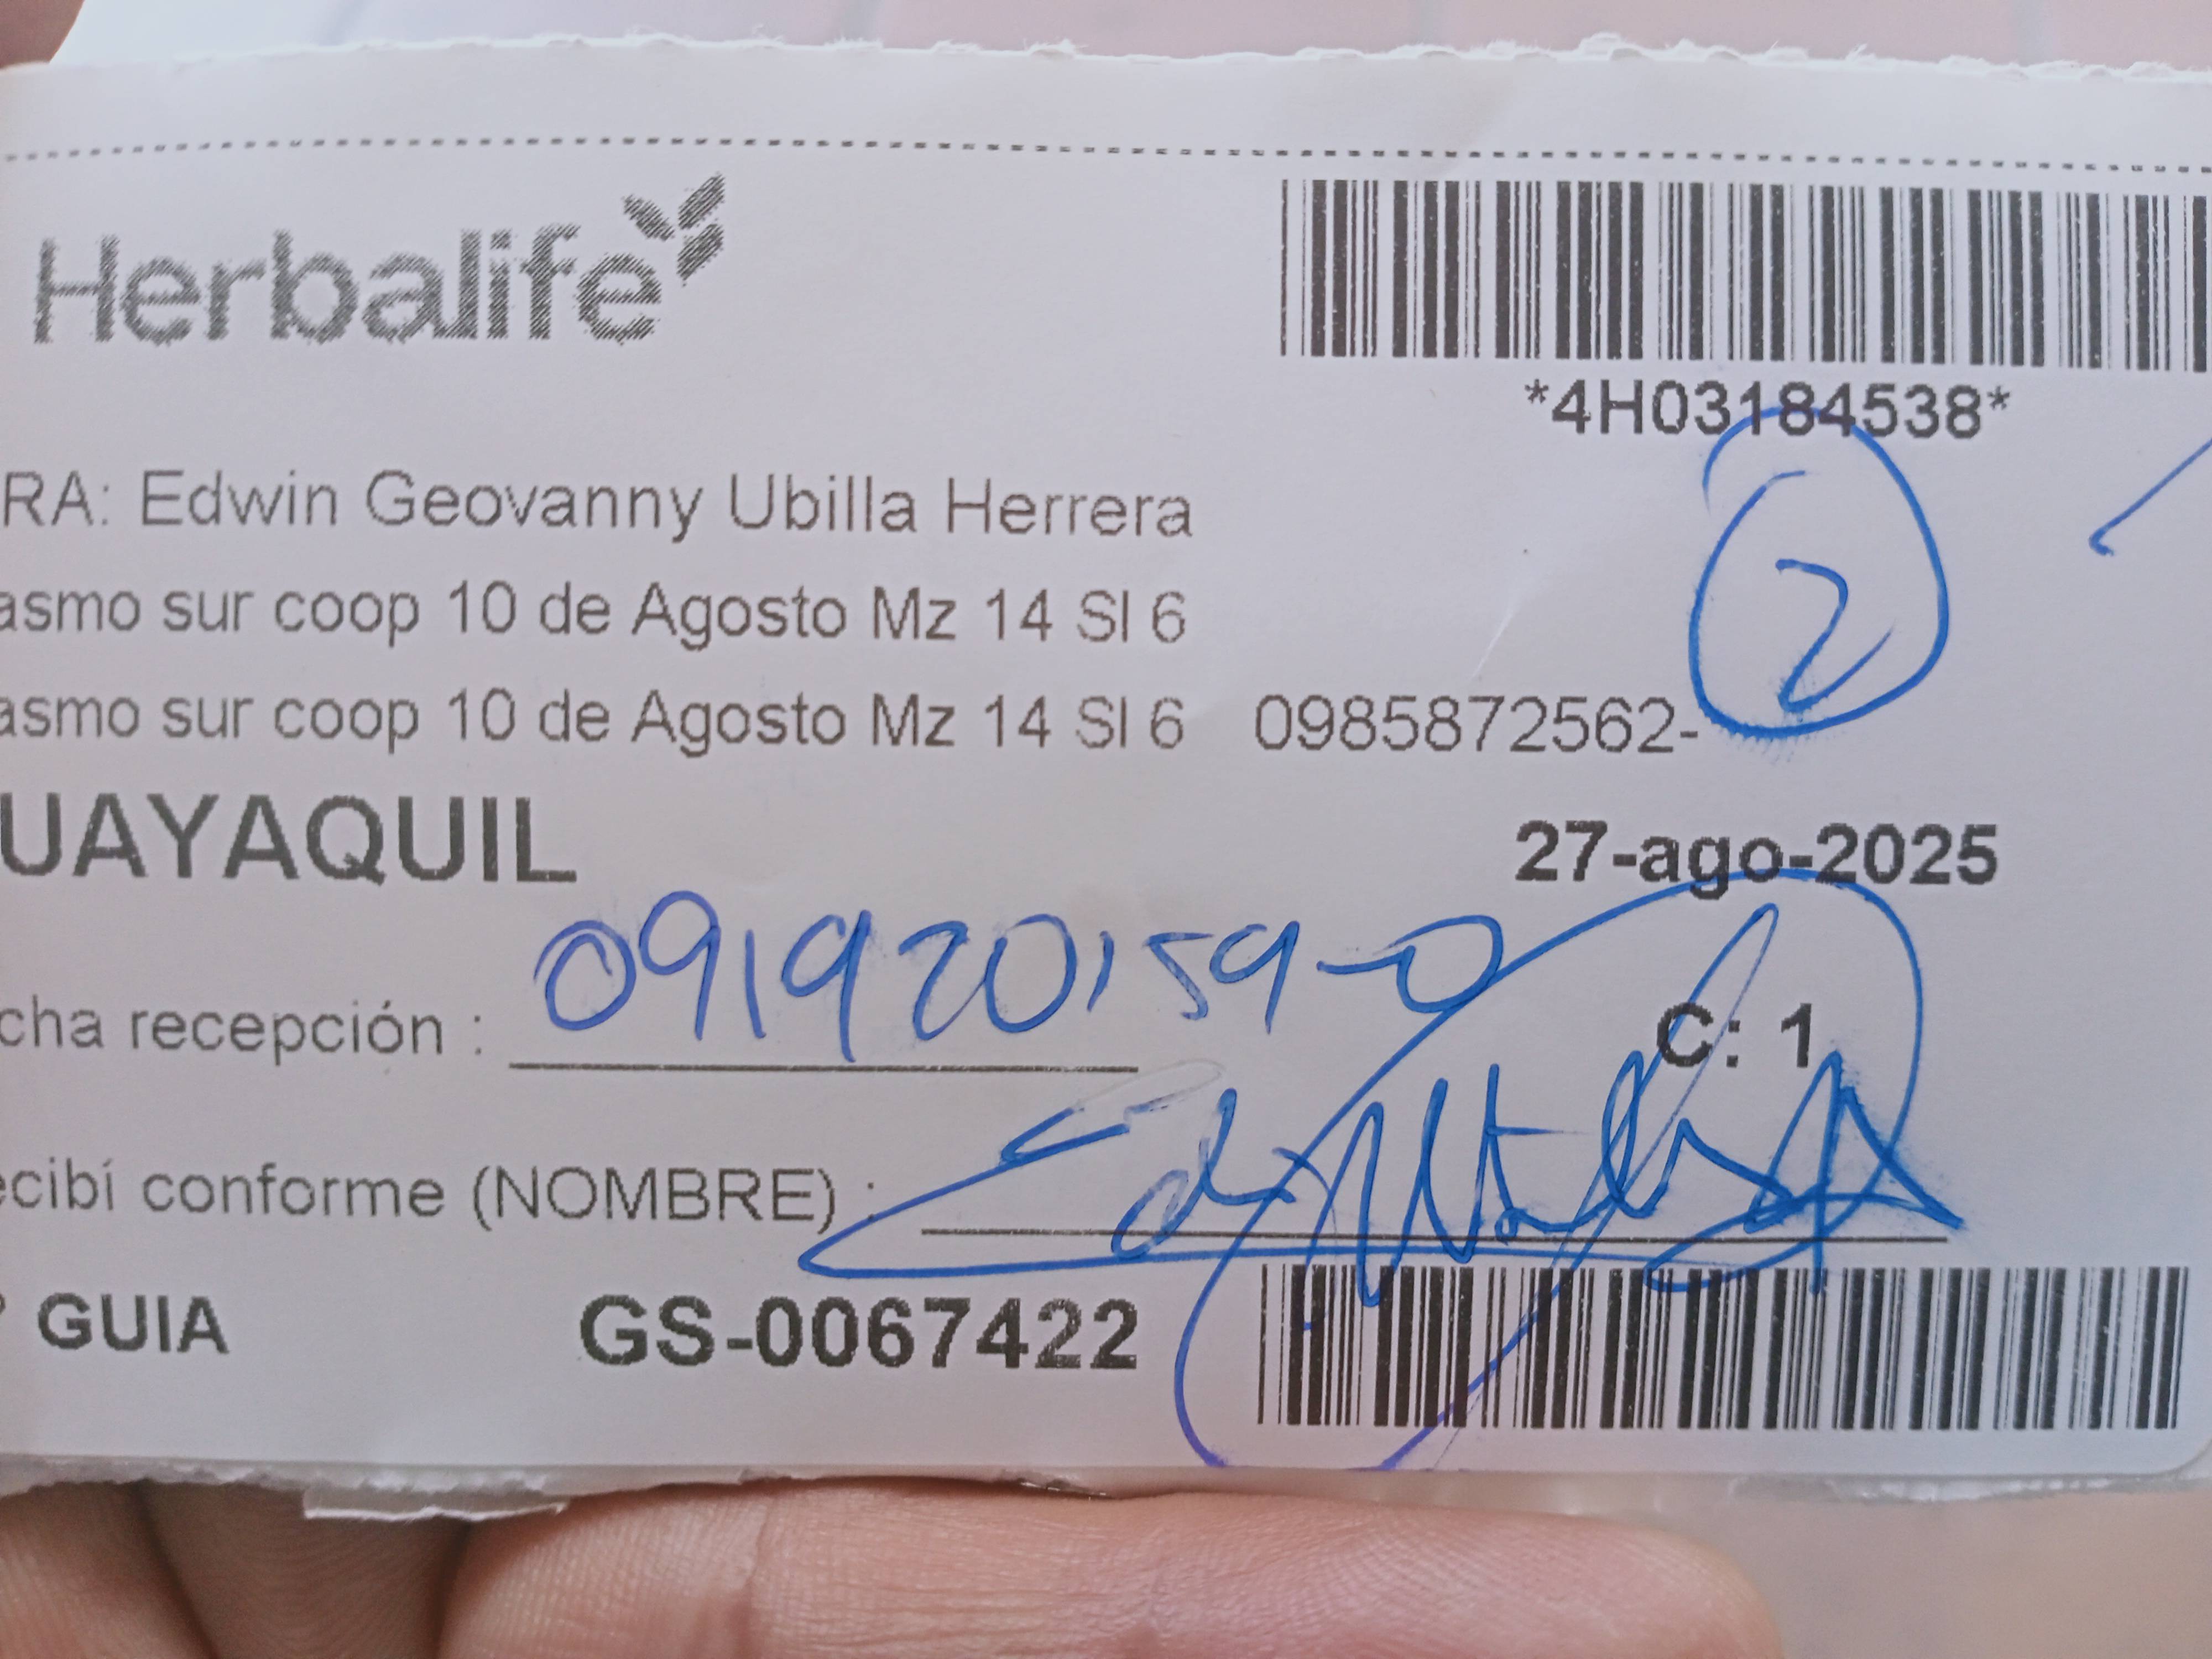 Herbalife
*4H03184538*
RA: Edwin Geovanny Ubilla Herrera
2
asmo sur coop 10 de Agosto Mz 14 Sl 6
asmo sur coop 10 de Agosto Mz 14 Sl 6 0985872562-
UAYAQUIL 27-ago-2025
cha recepción : 091920159-0
C: 1
ecibí conforme (NOMBRE) :
° GUIA GS-0067422